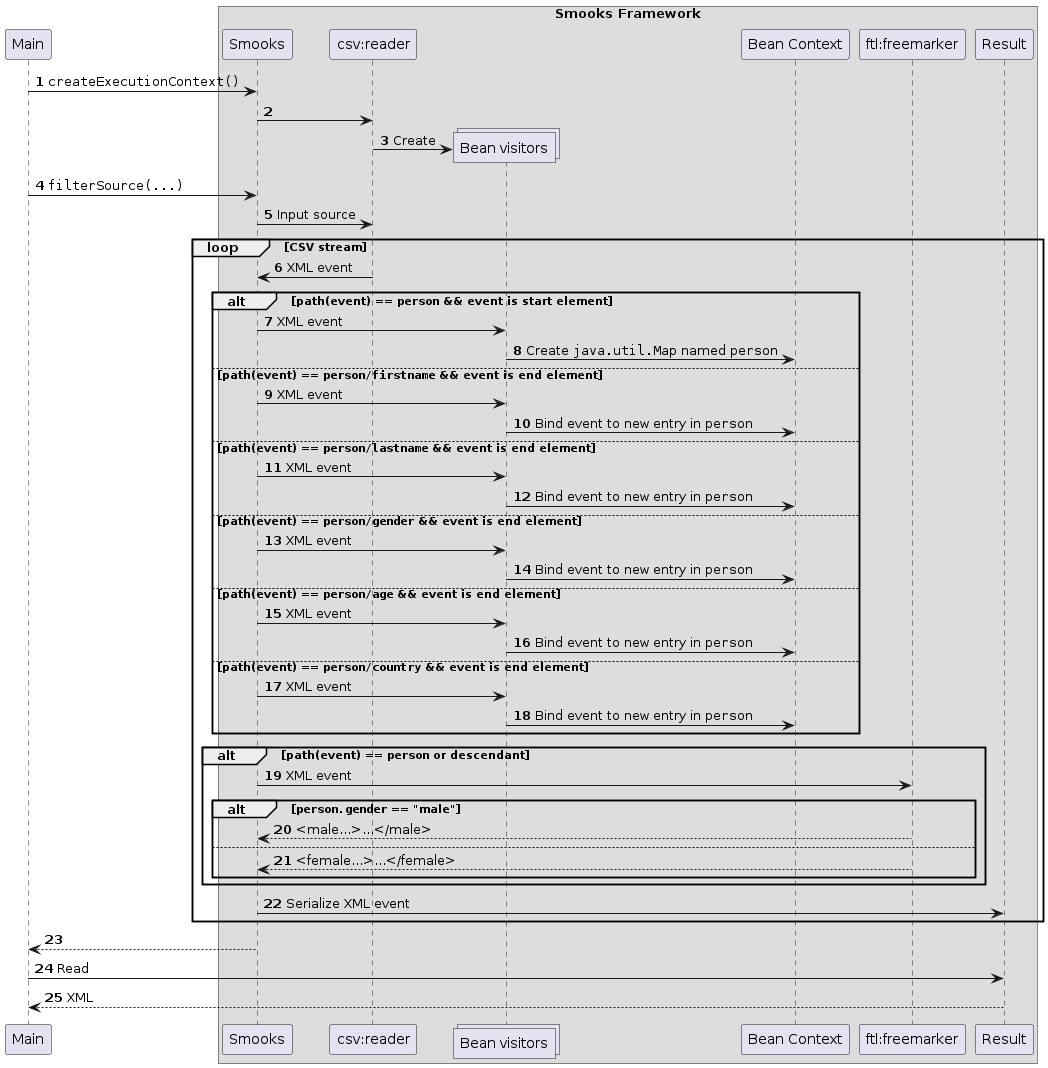 Smooks Framework
Main
Smooks
csv:reader
Bean Context
ftl:freemarker
Result
1 createExecutionContext()
2
3 Create
Bean visitors
4 filterSource(...)
5 Input source
loop [CSV stream]
6 XML event
alt [path(event) == person && event is start element]
7 XML event
8 Create java.util.Map named person
[path(event) == person/firstname && event is end element]
9 XML event
10 Bind event to new entry in person
[path(event) == person/lastname && event is end element]
11 XML event
12 Bind event to new entry in person
[path(event) == person/gender && event is end element]
13 XML event
14 Bind event to new entry in person
[path(event) == person/age && event is end element]
15 XML event
16 Bind event to new entry in person
[path(event) == person/country && event is end element]
17 XML event
18 Bind event to new entry in person
alt [path(event) == person or descendant]
19 XML event
alt [person.gender == "male"]
20 <male...>...</male>
21 <female...>...</female>
22 Serialize XML event
23
24 Read
25 XML
Main
Smooks
csv:reader
Bean visitors
Bean Context
ftl:freemarker
Result